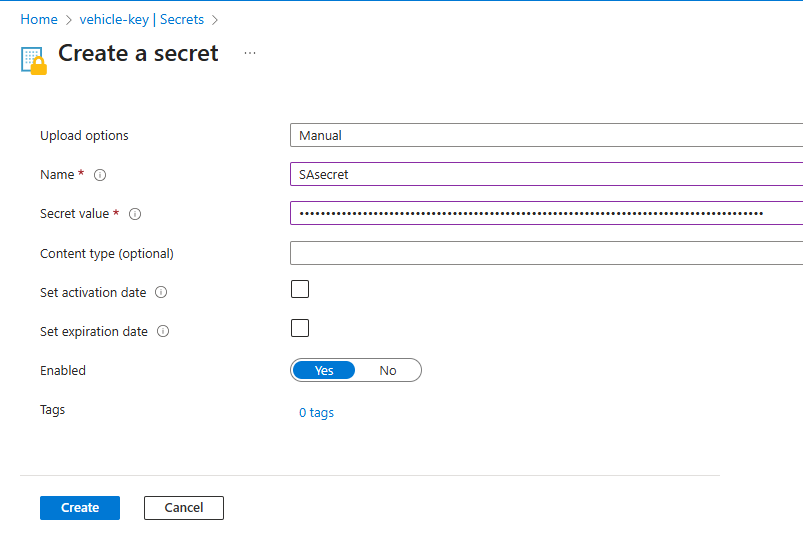 Home > vehicle-key | Secrets >
Create a secret ...
Upload options Manual
Name * SAsecret
Secret value * ••••••••••••••••••••••••••••••••••••••••••••••••••••••••••••••••••••••••••••••••••••••••
Content type (optional)
Set activation date
Set expiration date
Enabled Yes No
Tags 0 tags
Create Cancel